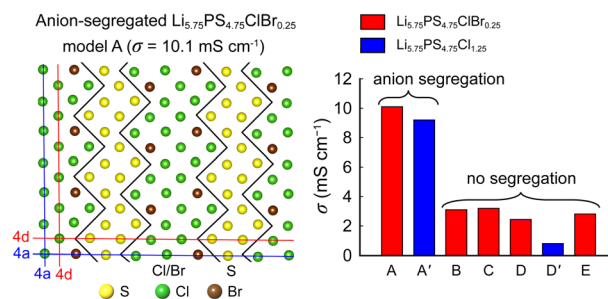 Anion-segregated Li5.75PS4.75ClBr0.25
model A (σ = 10.1 mS cm−1)
4d
4a
4a
4d
Cl/Br
S
S
Cl
Br
Li5.75PS4.75ClBr0.25
Li5.75PS4.75Cl1.25
anion segregation
no segregation
σ (mS cm−1)
12
10
8
6
4
2
0
A A′ B C D D′ E